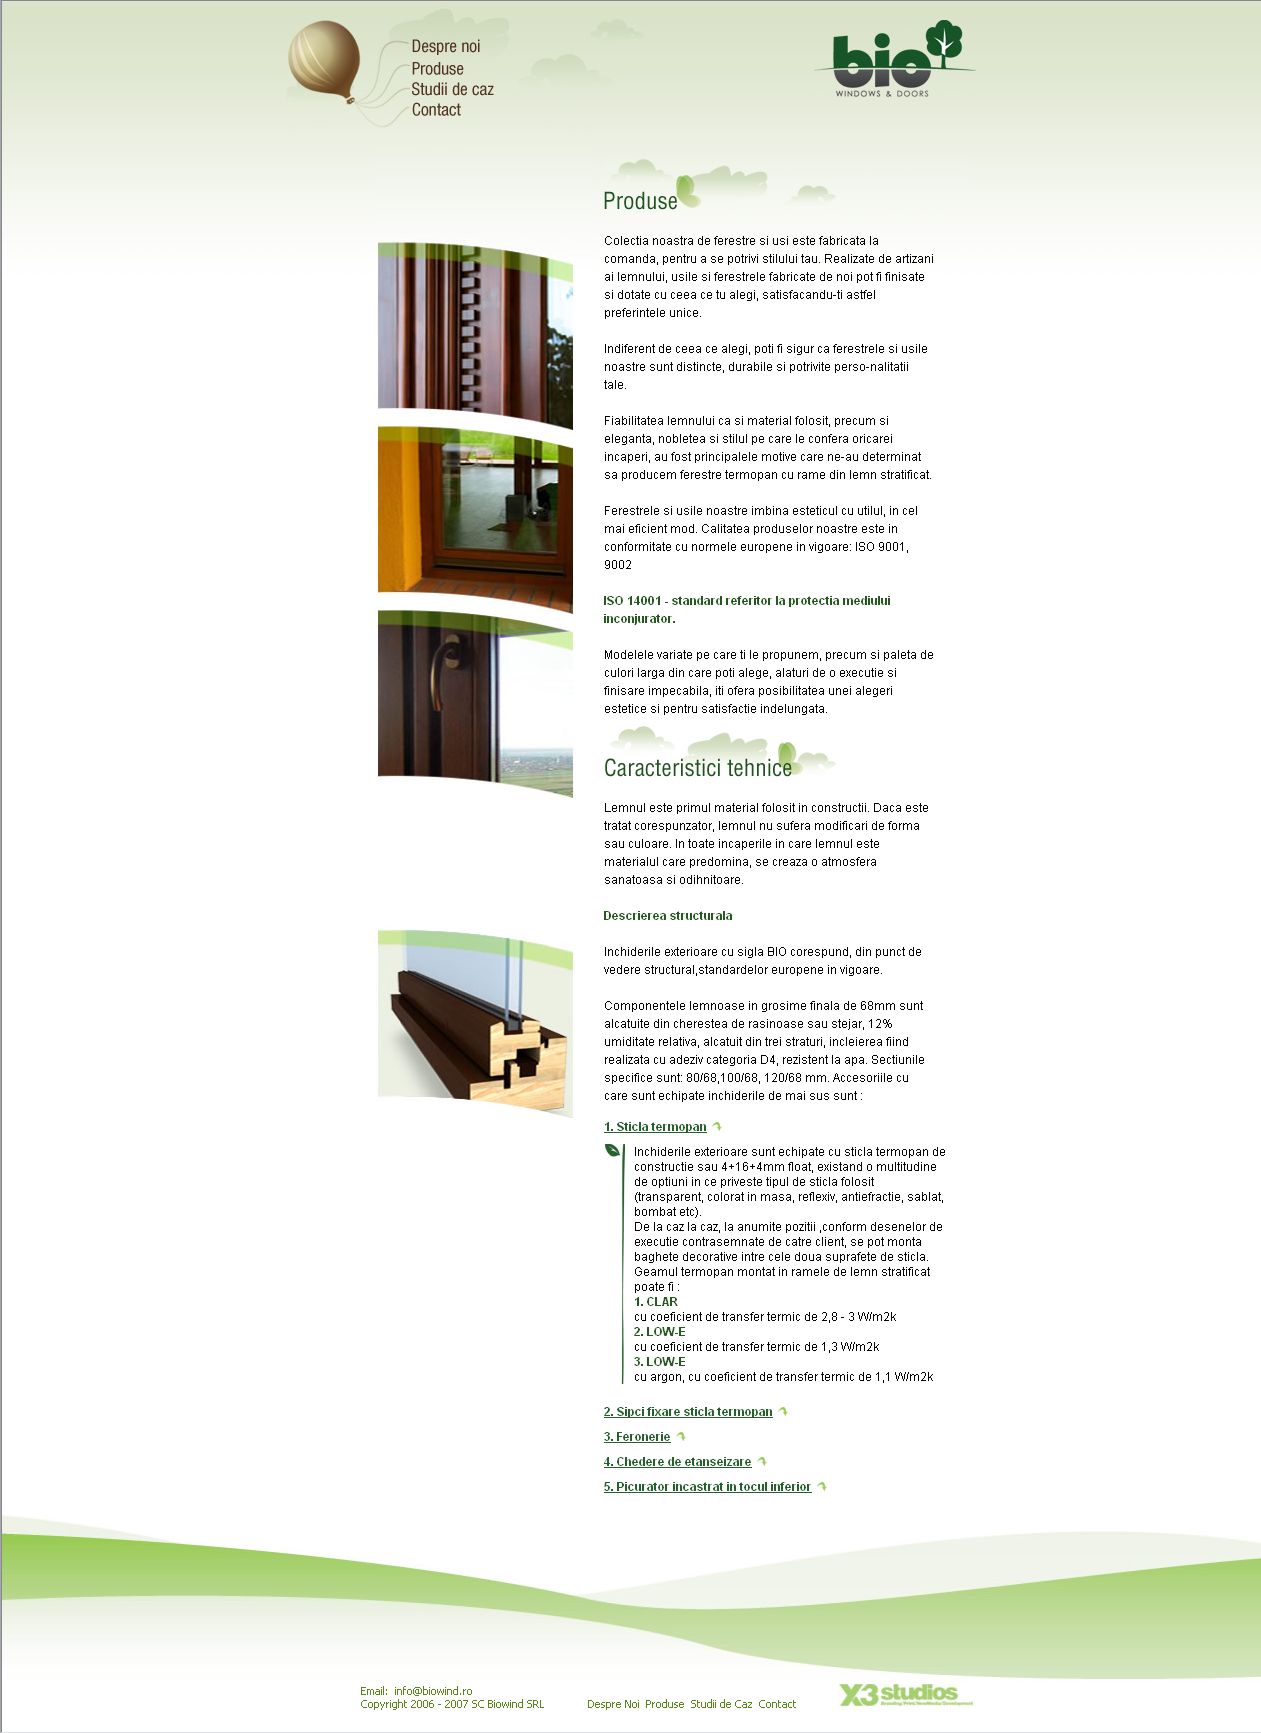 Despre noi
Produse
Studii de caz
Contact
bio
WINDOWS & DOORS
Produse
Colectia noastra de ferestre si usi este fabricata la
comanda, pentru a se potrivi stilului tau. Realizate de artizani
ai lemnului, usile si ferestrele fabricate de noi pot fi finisate
si dotate cu ceea ce tu alegi, satisfacandu-ti astfel
preferintele unice.
Indiferent de ceea ce alegi, poti fi sigur ca ferestrele si usile
noastre sunt distincte, durabile si potrivite perso-nalitatii
tale.
Fiabilitatea lemnului ca si material folosit, precum si
eleganta, nobletea si stilul pe care le confera oricarei
incaperi, au fost principalele motive care ne-au determinat
sa producem ferestre termopan cu rame din lemn stratificat.
Ferestrele si usile noastre imbina esteticul cu utilul, in cel
mai eficient mod. Calitatea produselor noastre este in
conformitate cu normele europene in vigoare: ISO 9001,
9002
ISO 14001 - standard referitor la protectia mediului
inconjurator.
Modelele variate pe care ti le propunem, precum si paleta de
culori larga din care poti alege, alaturi de o executie si
finisare impecabila, iti ofera posibilitatea unei alegeri
estetice si pentru satisfactie indelungata.
Caracteristici tehnice
Lemnul este primul material folosit in constructii. Daca este
tratat corespunzator, lemnul nu sufera modificari de forma
sau culoare. In toate incaperile in care lemnul este
materialul care predomina, se creaza o atmosfera
sanatoasa si odihnitoare.
Descrierea structurala
Inchiderile exterioare cu sigla BIO corespund, din punct de
vedere structural,standardelor europene in vigoare.
Componentele lemnoase in grosime finala de 68mm sunt
alcatuite din cherestea de rasinoase sau stejar, 12%
umiditate relativa, alcatuit din trei straturi, incleierea fiind
realizata cu adeziv categoria D4, rezistent la apa. Sectiunile
specifice sunt: 80/68,100/68, 120/68 mm. Accesoriile cu
care sunt echipate inchiderile de mai sus sunt :
1. Sticla termopan
Inchiderile exterioare sunt echipate cu sticla termopan de
constructie sau 4+16+4mm float, existand o multitudine
de optiuni in ce priveste tipul de sticla folosit
(transparent, colorat in masa, reflexiv, antiefractie, sablat,
bombat etc).
De la caz la caz, la anumite pozitii ,conform desenelor de
executie contrasemnate de catre client, se pot monta
baghete decorative intre cele doua suprafete de sticla.
Geamul termopan montat in ramele de lemn stratificat
poate fi :
1. CLAR
cu coeficient de transfer termic de 2,8 - 3 W/m2k
2. LOW-E
cu coeficient de transfer termic de 1,3 W/m2k
3. LOW-E
cu argon, cu coeficient de transfer termic de 1,1 W/m2k
2. Sipci fixare sticla termopan
3. Feronerie
4. Chedere de etanseizare
5. Picurator incastrat in tocul inferior
Email: info@biowind.ro
Copyright 2006 - 2007 SC Biowind SRL
Despre Noi Produse Studii de Caz Contact
X3 studios